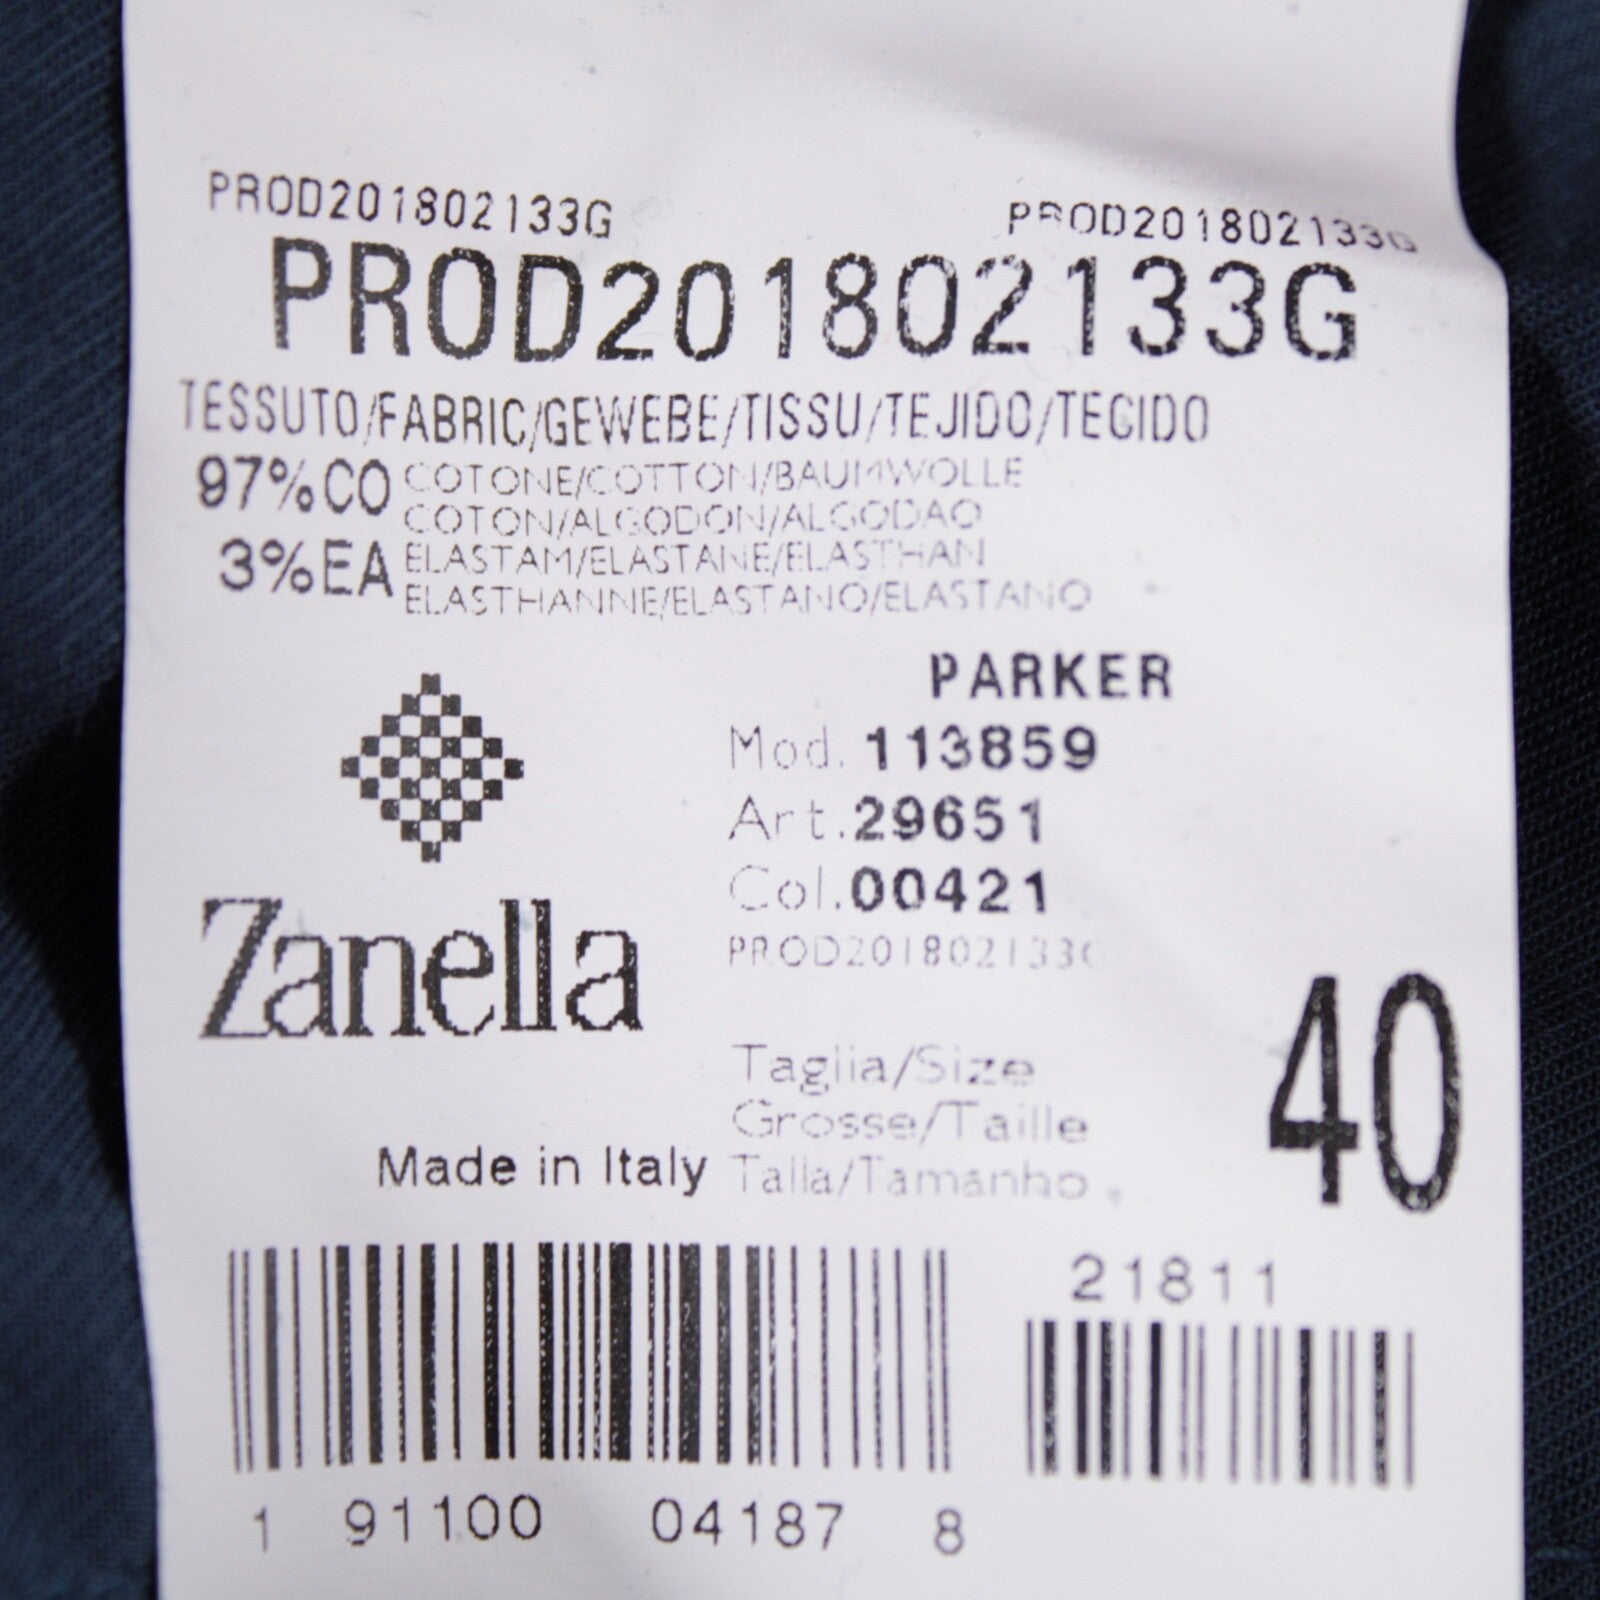 PROD201802133G PROD201802133G
PROD201802133G
TESSUTO/FABRIC/GEWEBE/TISSU/TEJIDO/TECIDO
97%CO COTONE/COTTON/BAUMWOLLE
COTON/ALGODON/ALGODAO
3%EA ELASTAM/ELASTANE/ELASTHAN
ELASTHANNE/ELASTANO/ELASTANO
PARKER
Mod. 113859
Art. 29651
Col. 00421
PROD201802133G
Zanella
Taglia/Size
Grosse/Taille
Talla/Tamanho
40
Made in Italy
21811
1 91100 04187 8